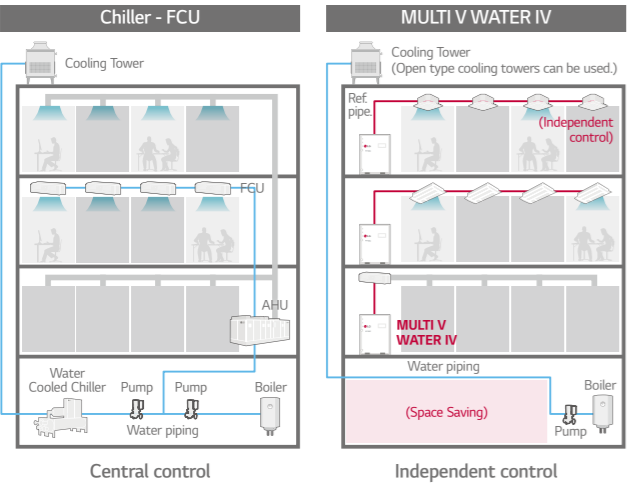 Chiller - FCU
Cooling Tower
FCU
AHU
Water
Cooled Chiller
Pump
Pump
Boiler
Water piping
Central control
MULTI V WATER IV
Cooling Tower
(Open type cooling towers can be used.)
Ref.
pipe.
(Independent
control)
MULTI V
WATER IV
Water piping
(Space Saving)
Boiler
Pump
Independent control